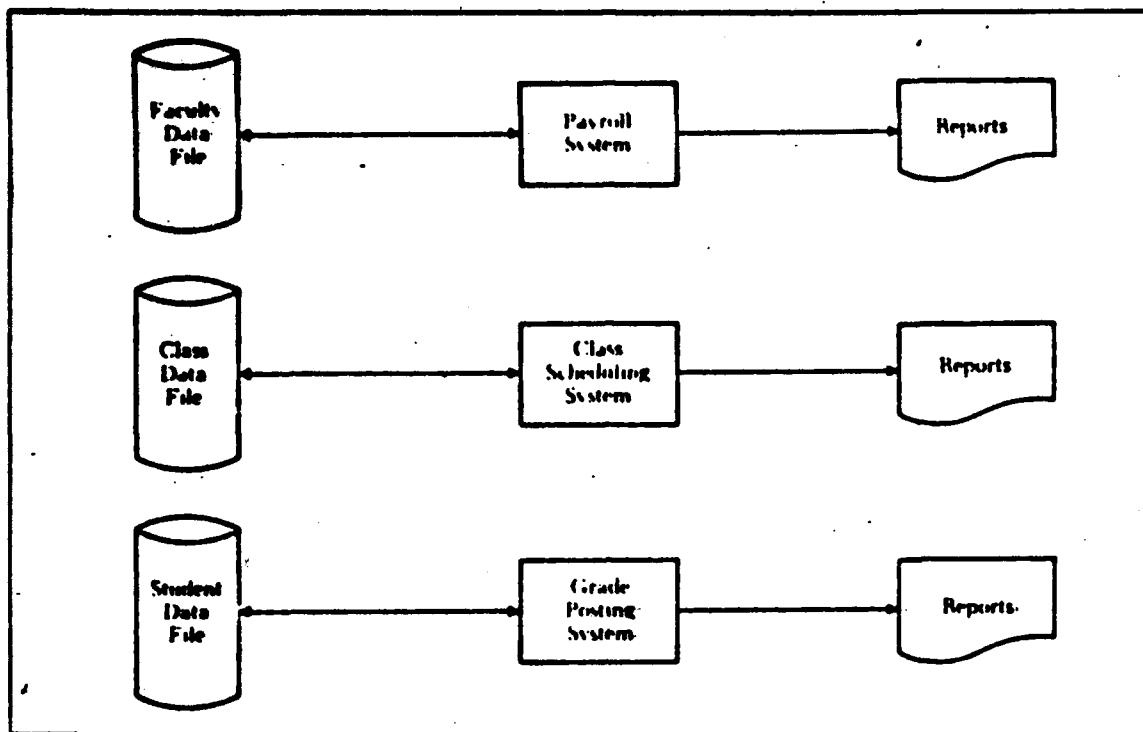 Faculty
Data
File
Payroll
System
Reports
Class
Data
File
Class
Scheduling
System
Reports
Student
Data
File
Grade
Posting
System
Reports